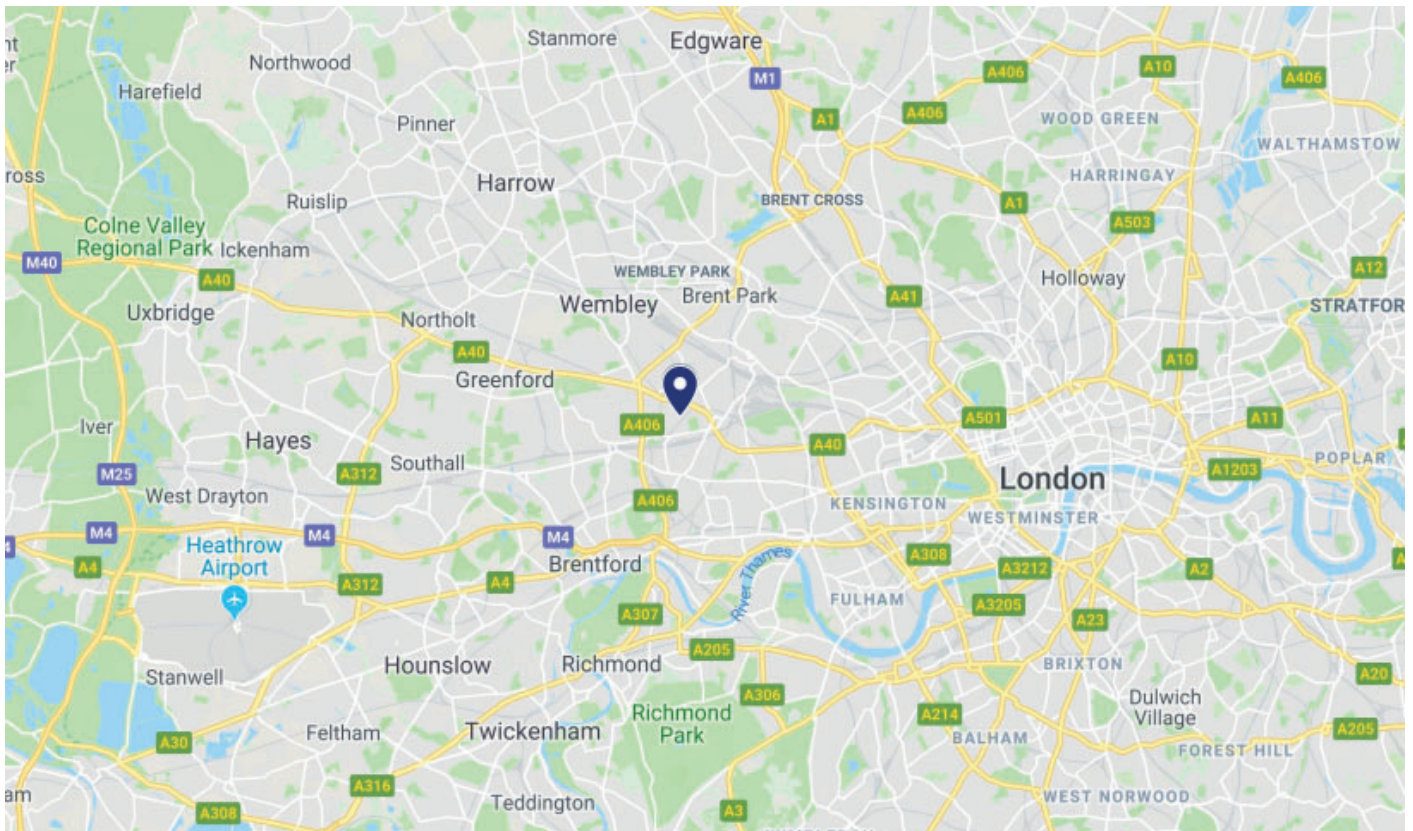 Stanmore
Edgware
nt
er
Northwood
Harefield
M1
A406
A10
A406
Pinner
A1
A406
WOOD GREEN
WALTHAMSTOW
ross
Harrow
HARRINGAY
Ruislip
BRENT CROSS
A1
A503
Colne Valley
Regional Park
Ickenham
M40
A40
WEMBLEY PARK
Holloway
A12
Wembley
Brent Park
A41
STRATFOR
Uxbridge
Northolt
A40
Greenford
A10
Iver
Hayes
A406
A501
A11
A40
Southall
M25
A312
London
A1203
POPLAR
West Drayton
A406
KENSINGTON
WESTMINSTER
M4
M4
M4
4
Heathrow
Airport
A4
A312
A4
Brentford
River Thames
A308
A3212
A2
A
FULHAM
A307
A3205
A23
Stanwell
Hounslow
Richmond
A205
BRIXTON
A20
A306
Richmond
Park
Dulwich
Village
A30
Feltham
Twickenham
A214
BALHAM
FOREST HILL
A205
am
A316
Teddington
WEST NORWOOD
A308
A3